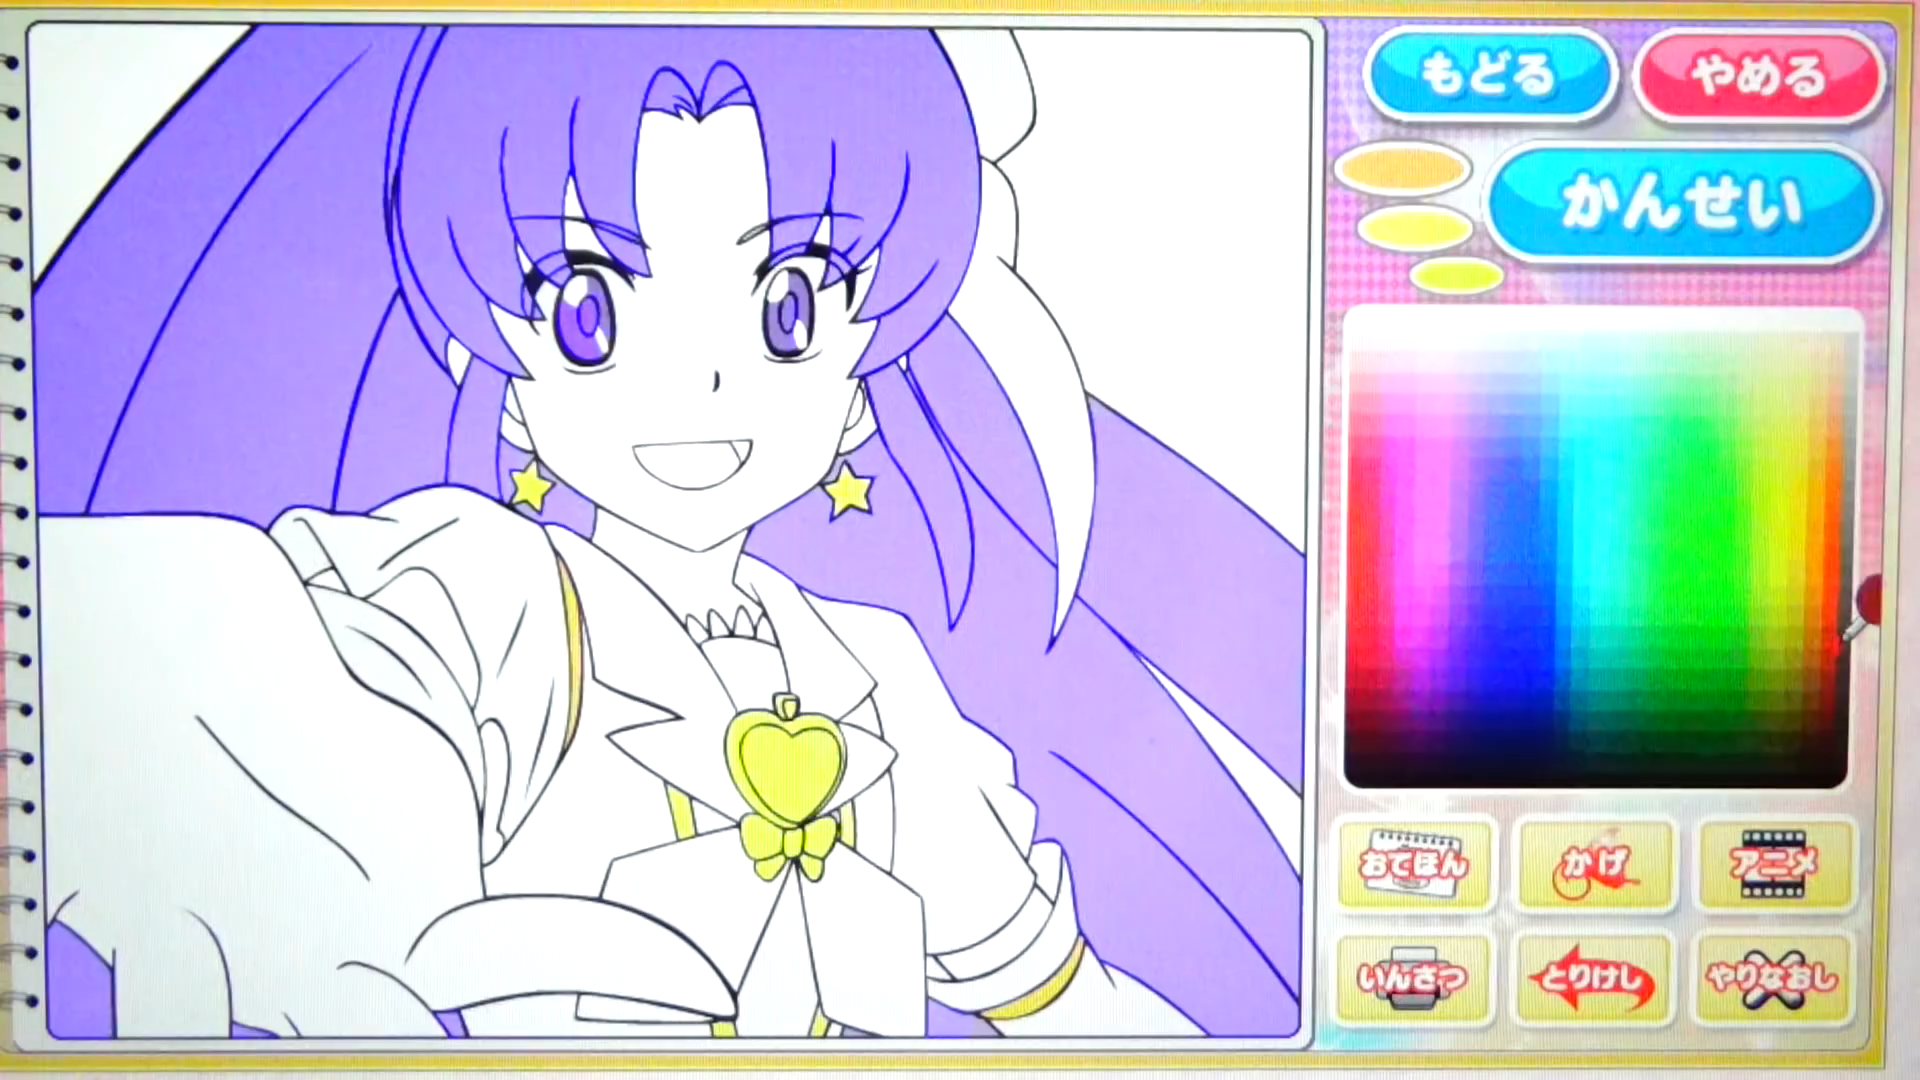 もどる
やめる
かんせい
おてほん
かげ
アニメ
いんさつ
とりけし
やりなおし